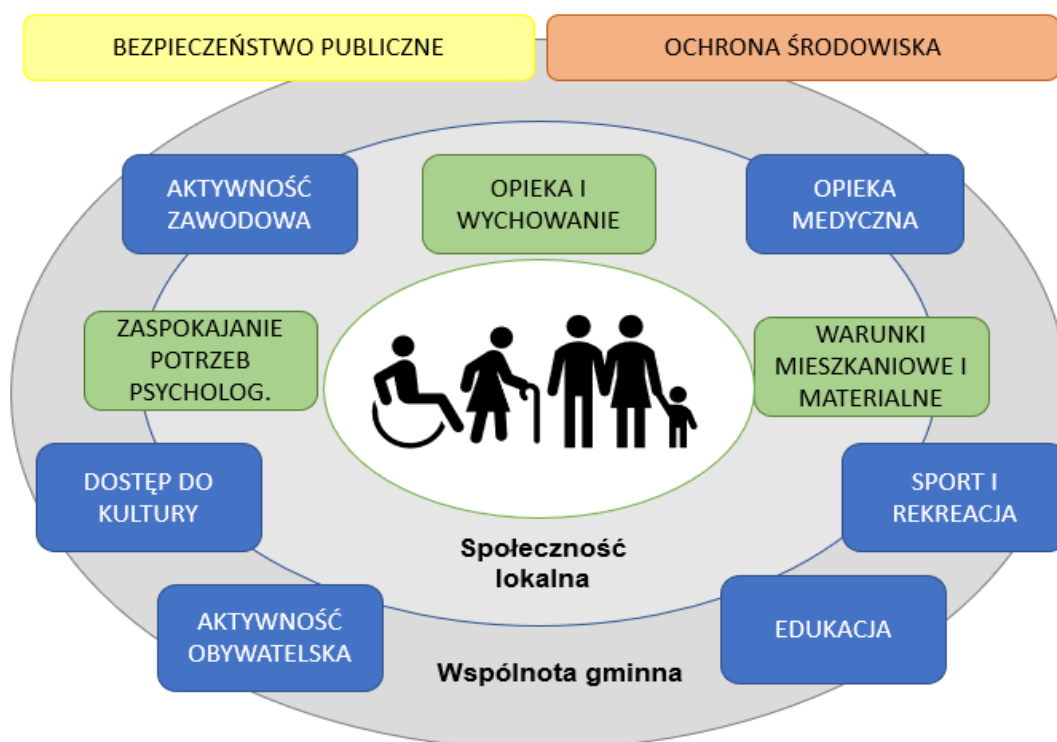 BEZPIECZEŃSTWO PUBLICZNE
OCHRONA ŚRODOWISKA
AKTYWNOŚĆ
ZAWODOWA
OPIEKA I
WYCHOWANIE
OPIEKA
MEDYCZNA
ZASPOKAJANIE
POTRZEB
PSYCHOLOG.
WARUNKI
MIESZKANIOWE I
MATERIALNE
DOSTĘP DO
KULTURY
SPORT I
REKREACJA
Społeczność
lokalna
AKTYWNOŚĆ
OBYWATELSKA
EDUKACJA
Wspólnota gminna